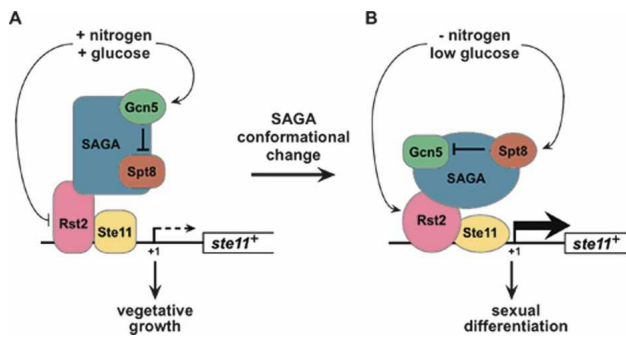 A
+ nitrogen
+ glucose
Gcn5
SAGA
Spt8
Rst2
Ste11
+1
ste11+
vegetative
growth
SAGA
conformational
change
B
- nitrogen
low glucose
Gcn5
Spt8
SAGA
Rst2
Ste11
+1
ste11+
sexual
differentiation